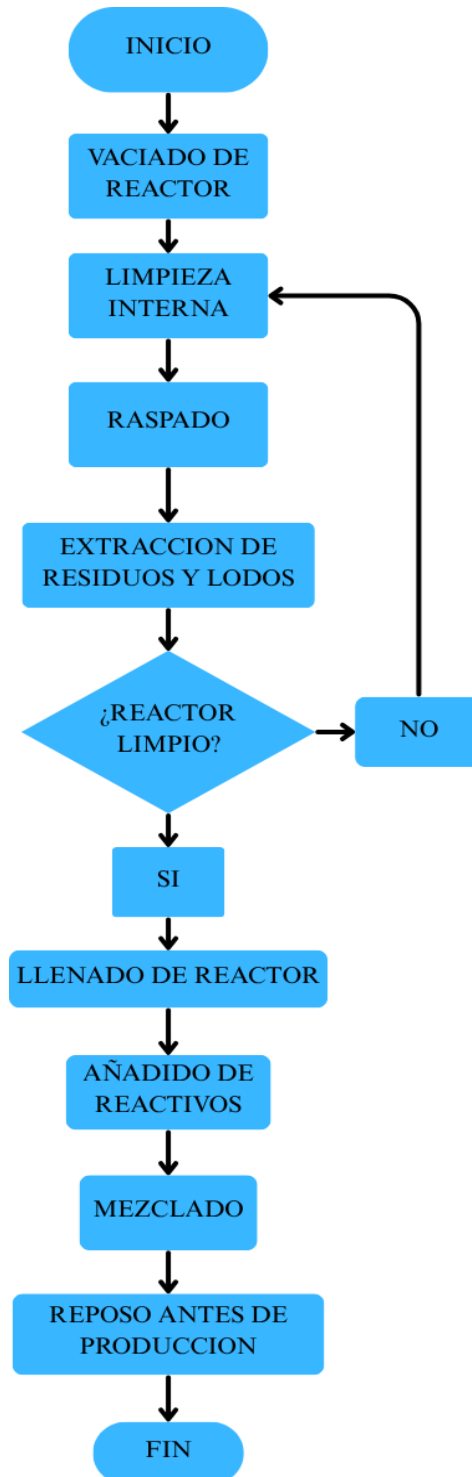 INICIO
VACIADO DE
REACTOR
LIMPIEZA
INTERNA
RASPADO
EXTRACCION DE
RESIDUOS Y LODOS
¿REACTOR
LIMPIO?
NO
SI
LLENADO DE REACTOR
AÑADIDO DE
REACTIVOS
MEZCLADO
REPOSO ANTES DE
PRODUCCION
FIN